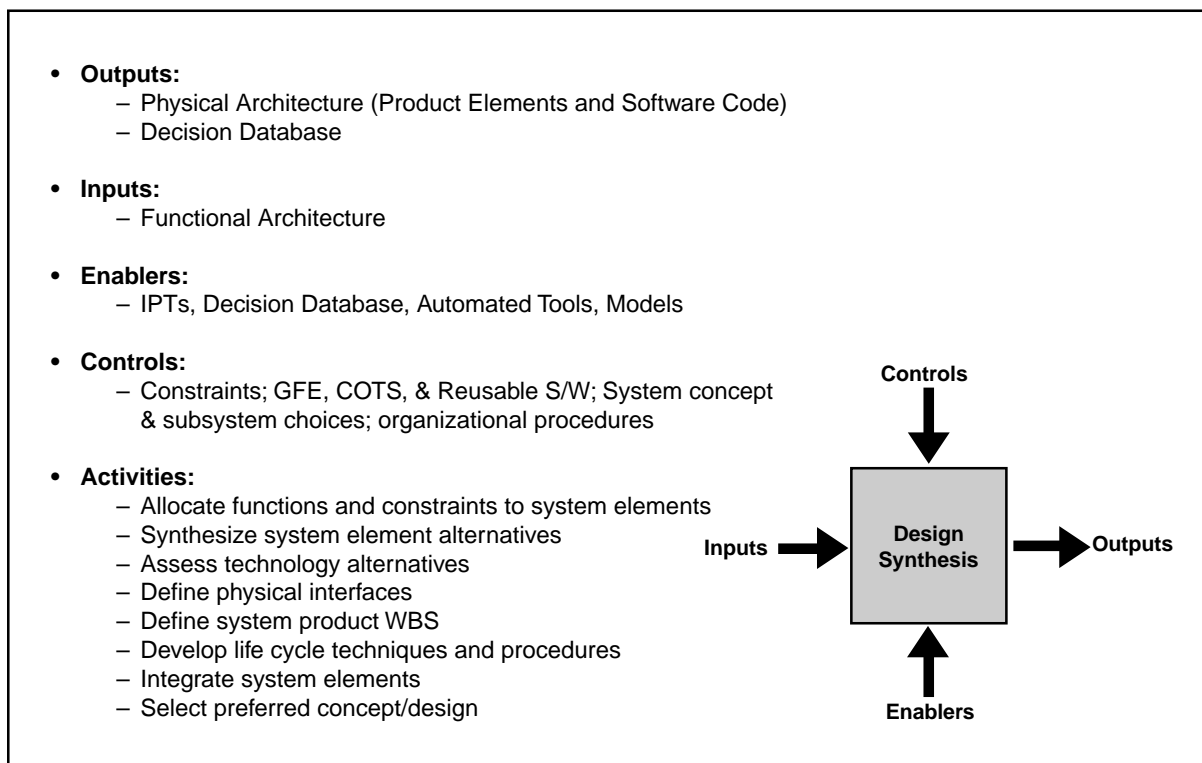 • Outputs:
– Physical Architecture (Product Elements and Software Code)
– Decision Database
• Inputs:
– Functional Architecture
• Enablers:
– IPTs, Decision Database, Automated Tools, Models
• Controls:
– Constraints; GFE, COTS, & Reusable S/W; System concept
& subsystem choices; organizational procedures
• Activities:
– Allocate functions and constraints to system elements
– Synthesize system element alternatives
– Assess technology alternatives
– Define physical interfaces
– Define system product WBS
– Develop life cycle techniques and procedures
– Integrate system elements
– Select preferred concept/design
Controls
Inputs
Design
Synthesis
Outputs
Enablers